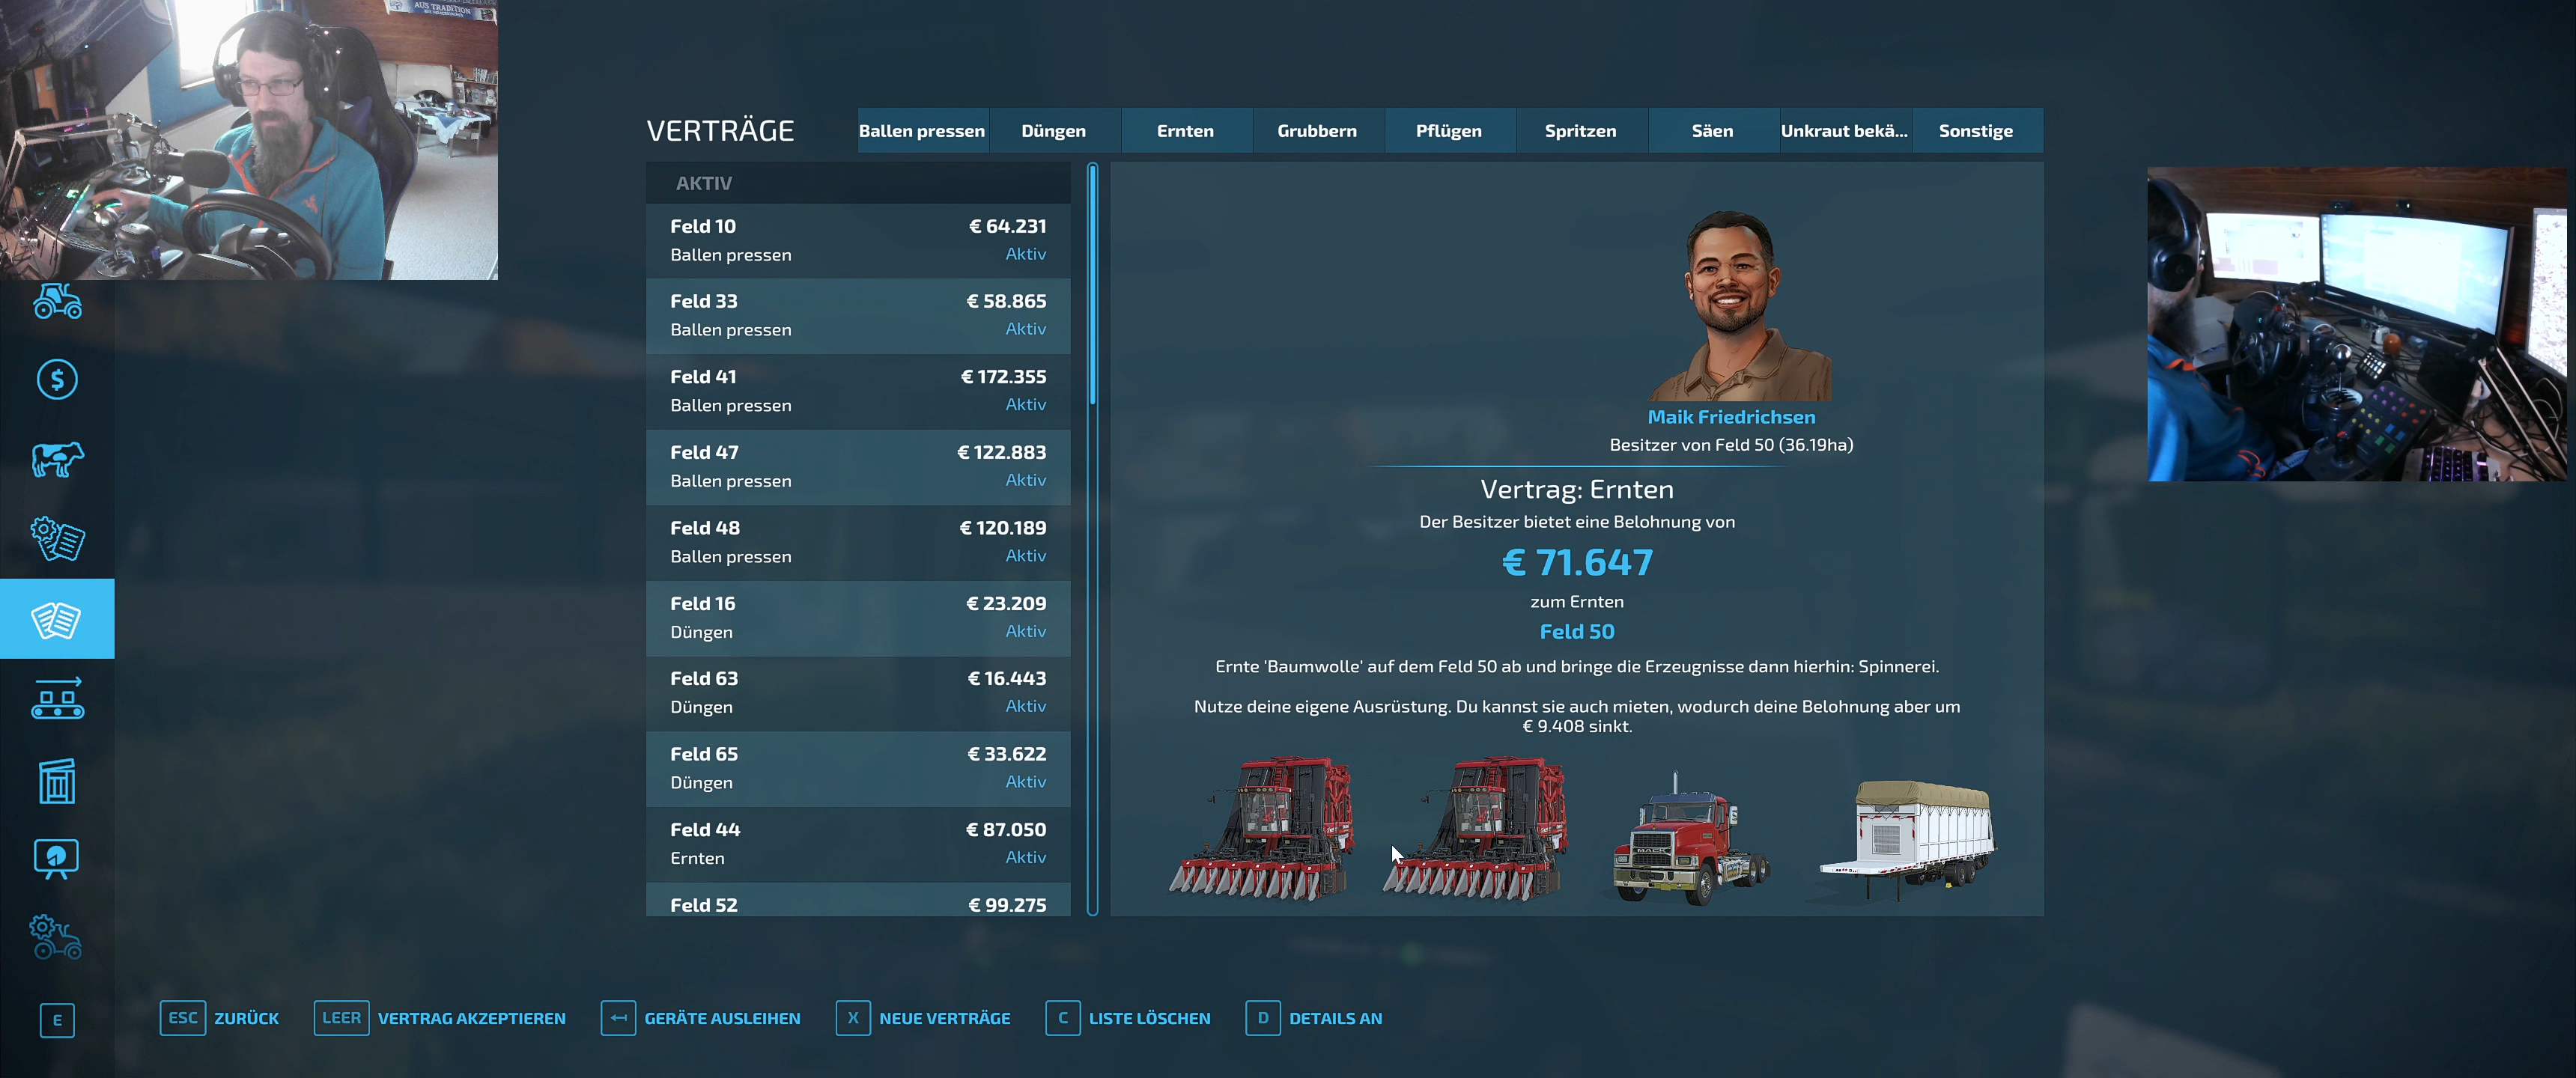 AUS TRADITION
VERTRÄGE
Ballen pressen
Düngen
Ernten
Grubbern
Pflügen
Spritzen
Säen
Unkraut bekä...
Sonstige
AKTIV
Feld 10 € 64.231
Ballen pressen Aktiv
Feld 33 € 58.865
Ballen pressen Aktiv
Feld 41 € 172.355
Ballen pressen Aktiv
Feld 47 € 122.883
Ballen pressen Aktiv
Feld 48 € 120.189
Ballen pressen Aktiv
Feld 16 € 23.209
Düngen Aktiv
Feld 63 € 16.443
Düngen Aktiv
Feld 65 € 33.622
Düngen Aktiv
Feld 44 € 87.050
Ernten Aktiv
Feld 52 € 99.275
Maik Friedrichsen
Besitzer von Feld 50 (36.19ha)
Vertrag: Ernten
Der Besitzer bietet eine Belohnung von
€ 71.647
zum Ernten
Feld 50
Ernte 'Baumwolle' auf dem Feld 50 ab und bringe die Erzeugnisse dann hierhin: Spinnerei.
Nutze deine eigene Ausrüstung. Du kannst sie auch mieten, wodurch deine Belohnung aber um
€ 9.408 sinkt.
MACK
E
ESC ZURÜCK
LEER VERTRAG AKZEPTIEREN
GERÄTE AUSLEIHEN
X NEUE VERTRÄGE
C LISTE LÖSCHEN
D DETAILS AN